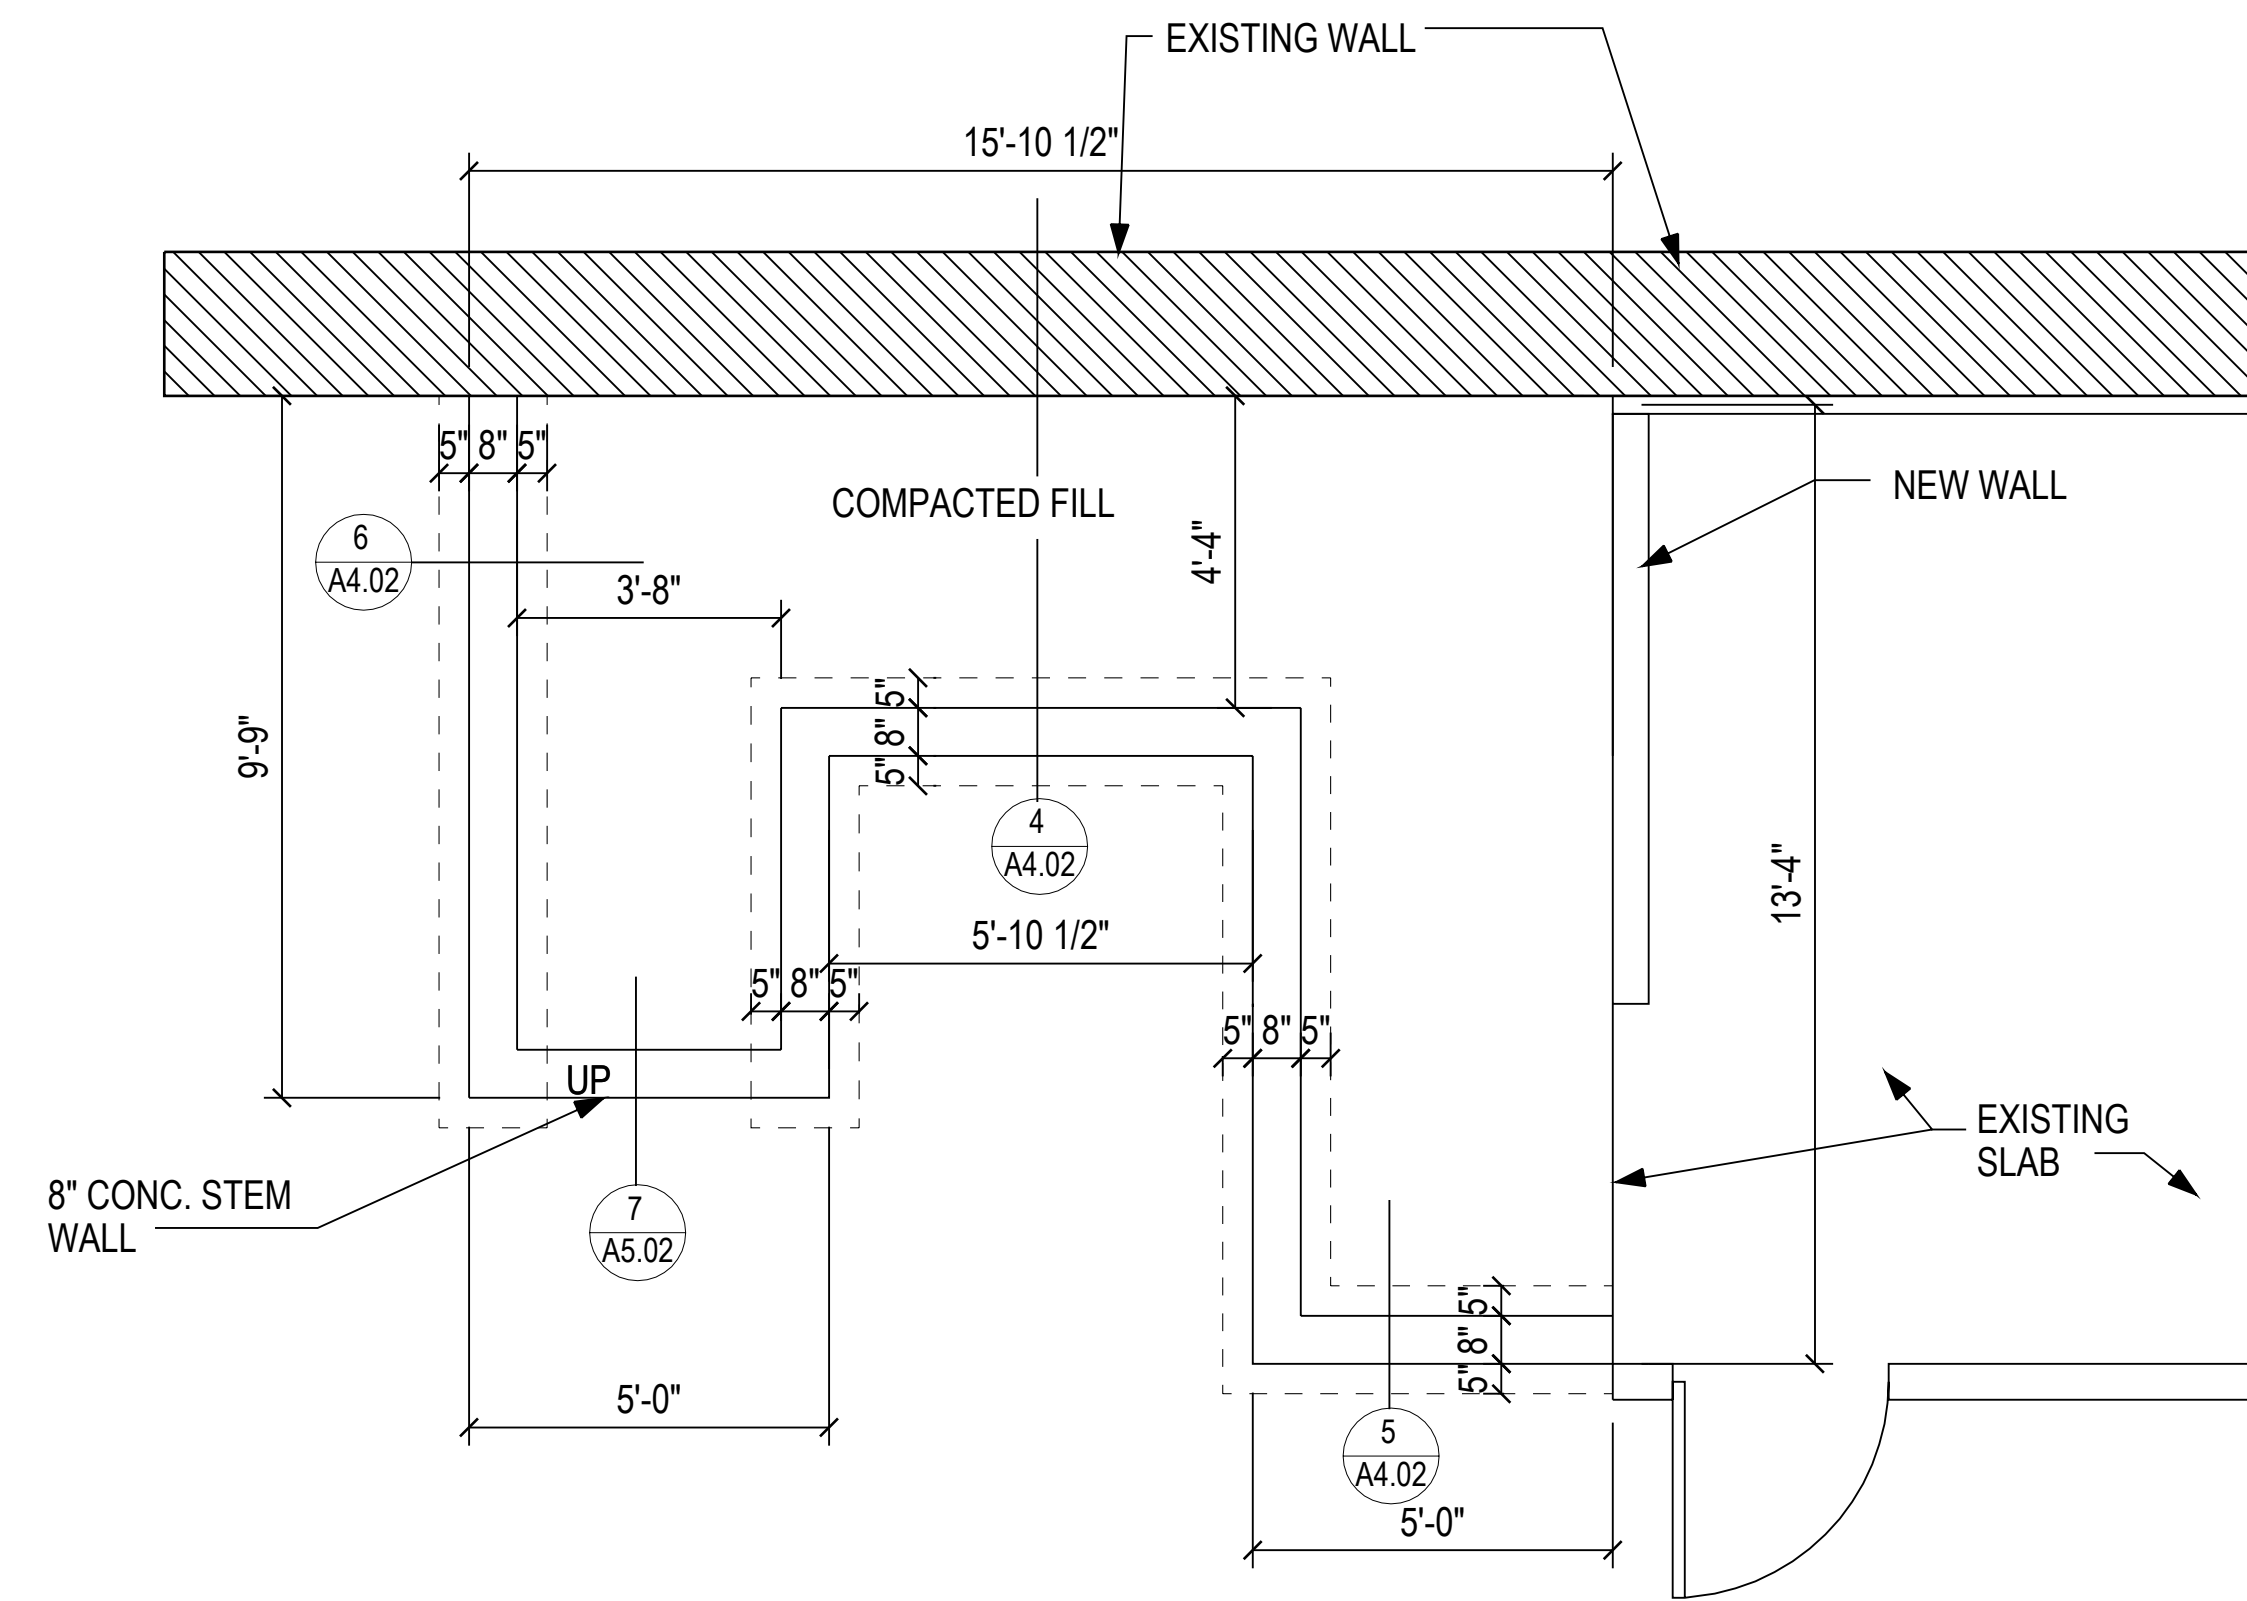 EXISTING WALL
15'-10 1/2"
5" 8" 5"
NEW WALL
COMPACTED FILL
6
A4.02
4'-4"
3'-8"
5"
8"
5"
9'-9"
4
A4.02
13'-4"
5'-10 1/2"
5" 8" 5"
5" 8" 5"
UP
EXISTING
SLAB
8" CONC. STEM
WALL
7
A5.02
5"
8"
5"
5'-0"
5
A4.02
5'-0"